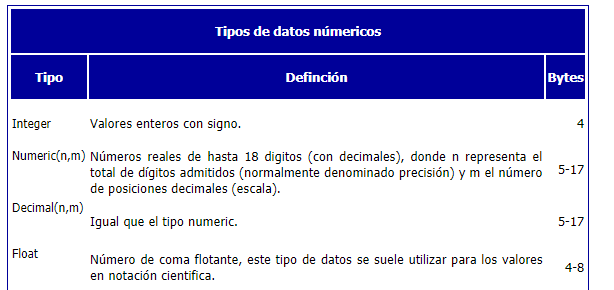 Tipos de datos númericos
Tipo Definción Bytes
Integer Valores enteros con signo. 4
Numeric(n,m) Números reales de hasta 18 digitos (con decimales), donde n representa el
total de dígitos admitidos (normalmente denominado precisión) y m el número
de posiciones decimales (escala). 5-17
Decimal(n,m)
Igual que el tipo numeric. 5-17
Float
Número de coma flotante, este tipo de datos se suele utilizar para los valores
en notación cientifica. 4-8